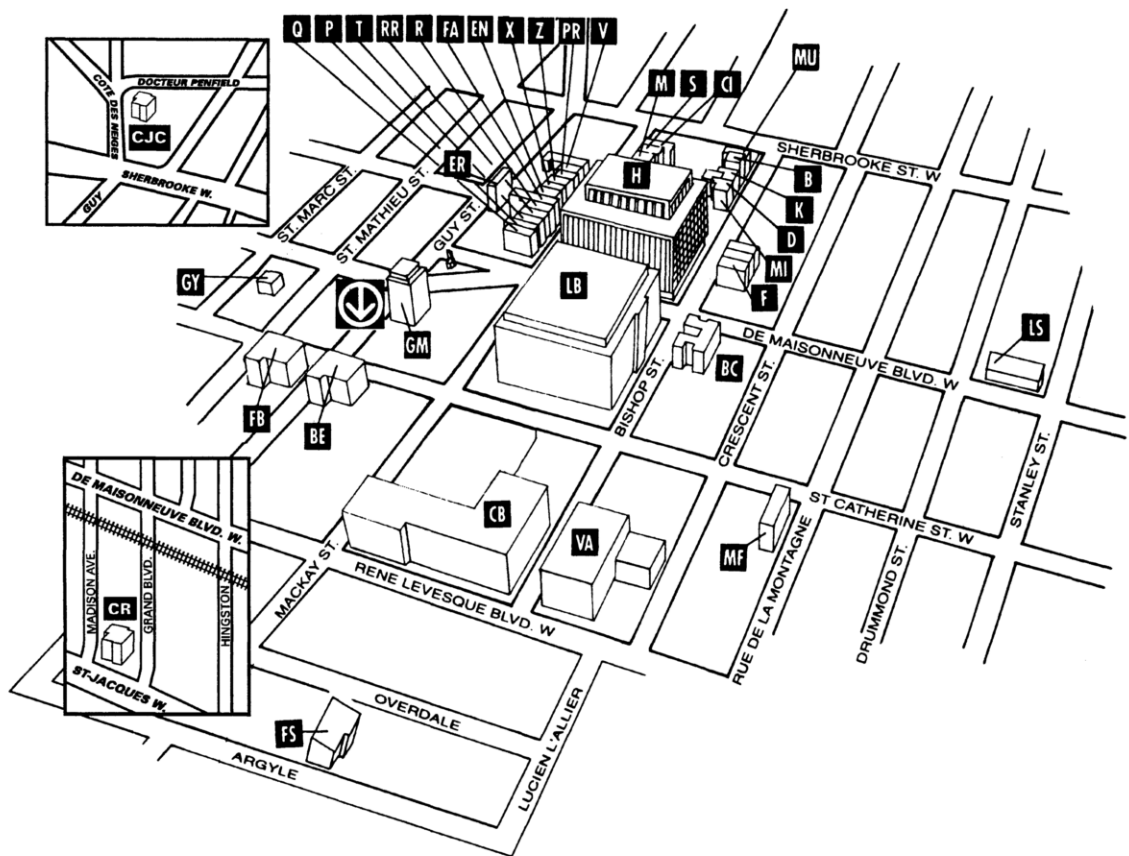 Q P T RR R FA EN X Z PR V
M S CI MU
COTE DES NEIGES
DOCTEUR PENFIELD
CJC
SHERBROOKE W.
GUY
SHERBROOKE ST. W
ER
H
B
K
D
MI
F
ST. MARC ST.
ST. MATHIEU ST.
GUY ST.
GY
GM
LB
BC
LS
DE MAISONNEUVE BLVD. W
FB
BE
BISHOP ST.
CRESCENT ST.
STANLEY ST.
ST CATHERINE ST. W
CB
VA
MF
MACKAY ST.
RENE LEVESQUE BLVD. W
RUE DE LA MONTAGNE
DRUMMOND ST.
DE MAISONNEUVE BLVD. W.
MADISON AVE.
GRAND BLVD.
HINGSTON
CR
ST-JACQUES W.
OVERDALE
FS
ARGYLE
LUCIEN L'ALLIER